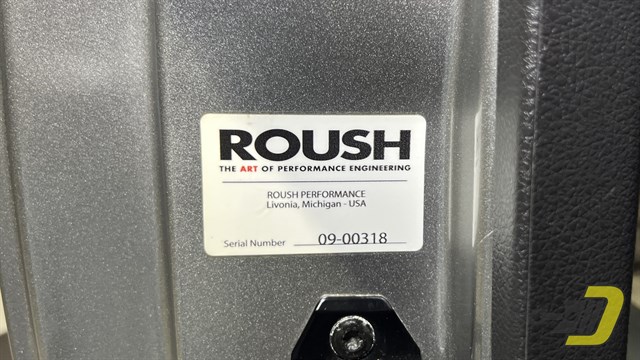 ROUSH
THE ART OF PERFORMANCE ENGINEERING
ROUSH PERFORMANCE
Livonia, Michigan - USA
Serial Number 09-00318